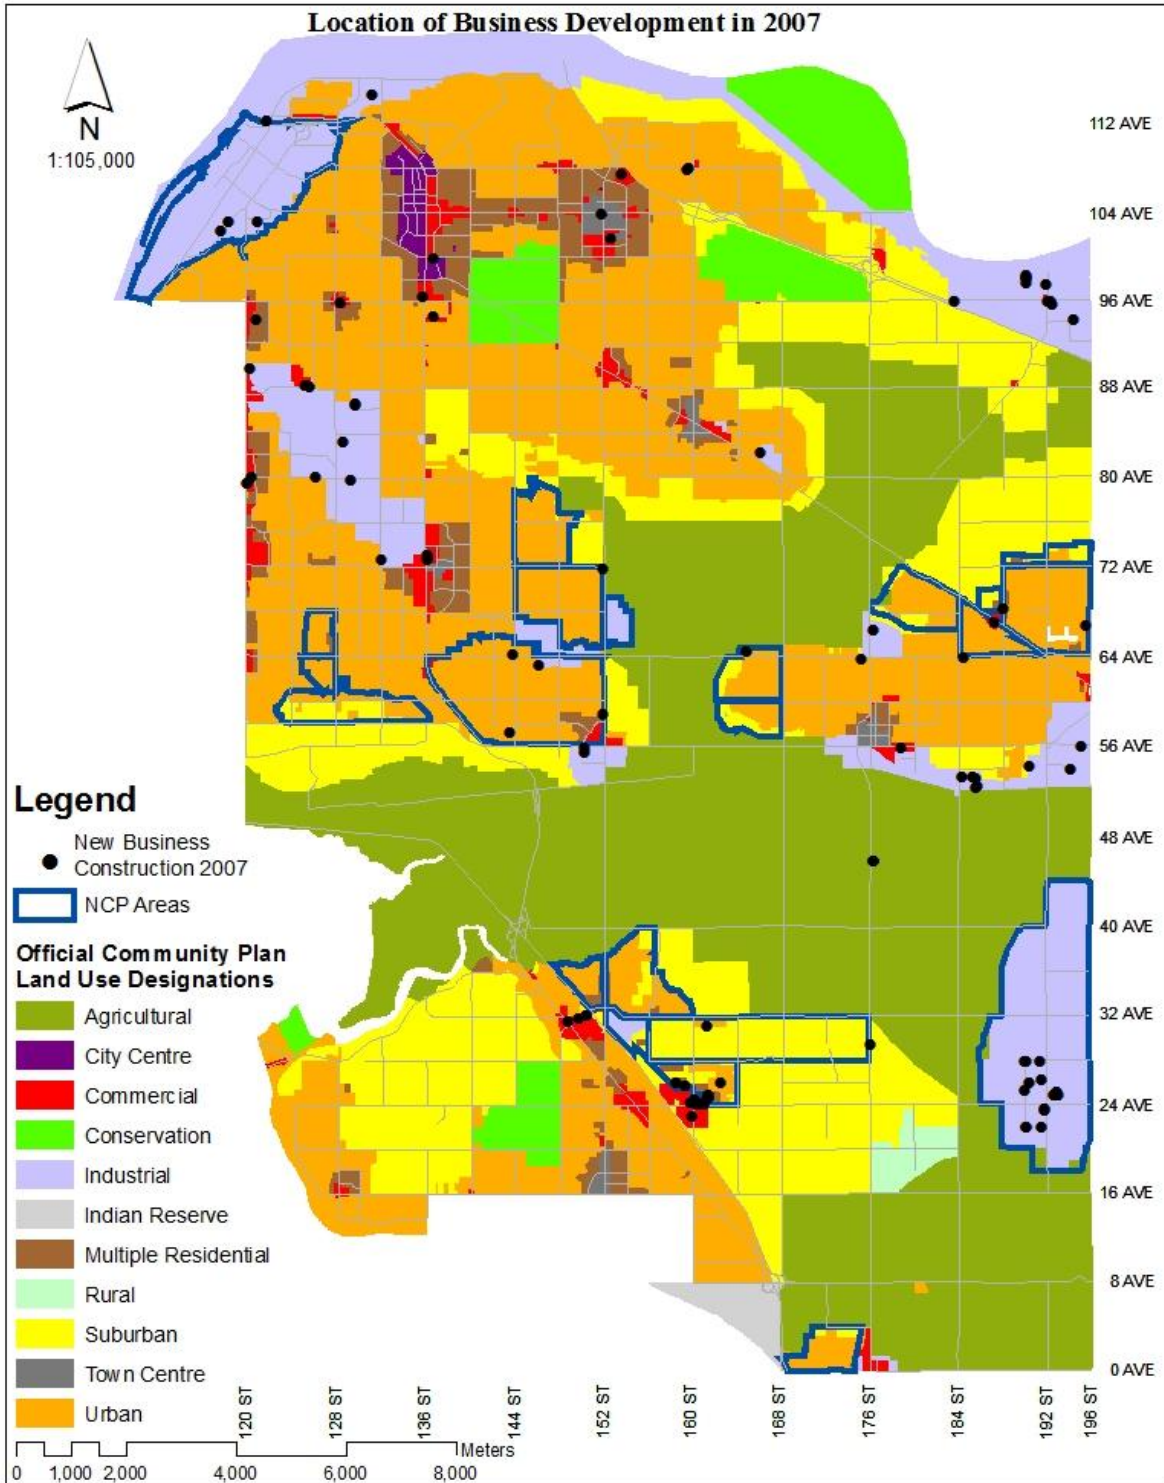 Location of Business Development in 2007
N
1:105,000
112 AVE
104 AVE
96 AVE
88 AVE
80 AVE
72 AVE
64 AVE
56 AVE
48 AVE
40 AVE
32 AVE
24 AVE
16 AVE
8 AVE
0 AVE
Legend
New Business
Construction 2007
NCP Areas
Official Community Plan
Land Use Designations
Agricultural
City Centre
Commercial
Conservation
Industrial
Indian Reserve
Multiple Residential
Rural
Suburban
Town Centre
Urban
120 ST
128 ST
136 ST
144 ST
152 ST
160 ST
168 ST
176 ST
184 ST
192 ST
196 ST
Meters
0 1,000 2,000 4,000 6,000 8,000